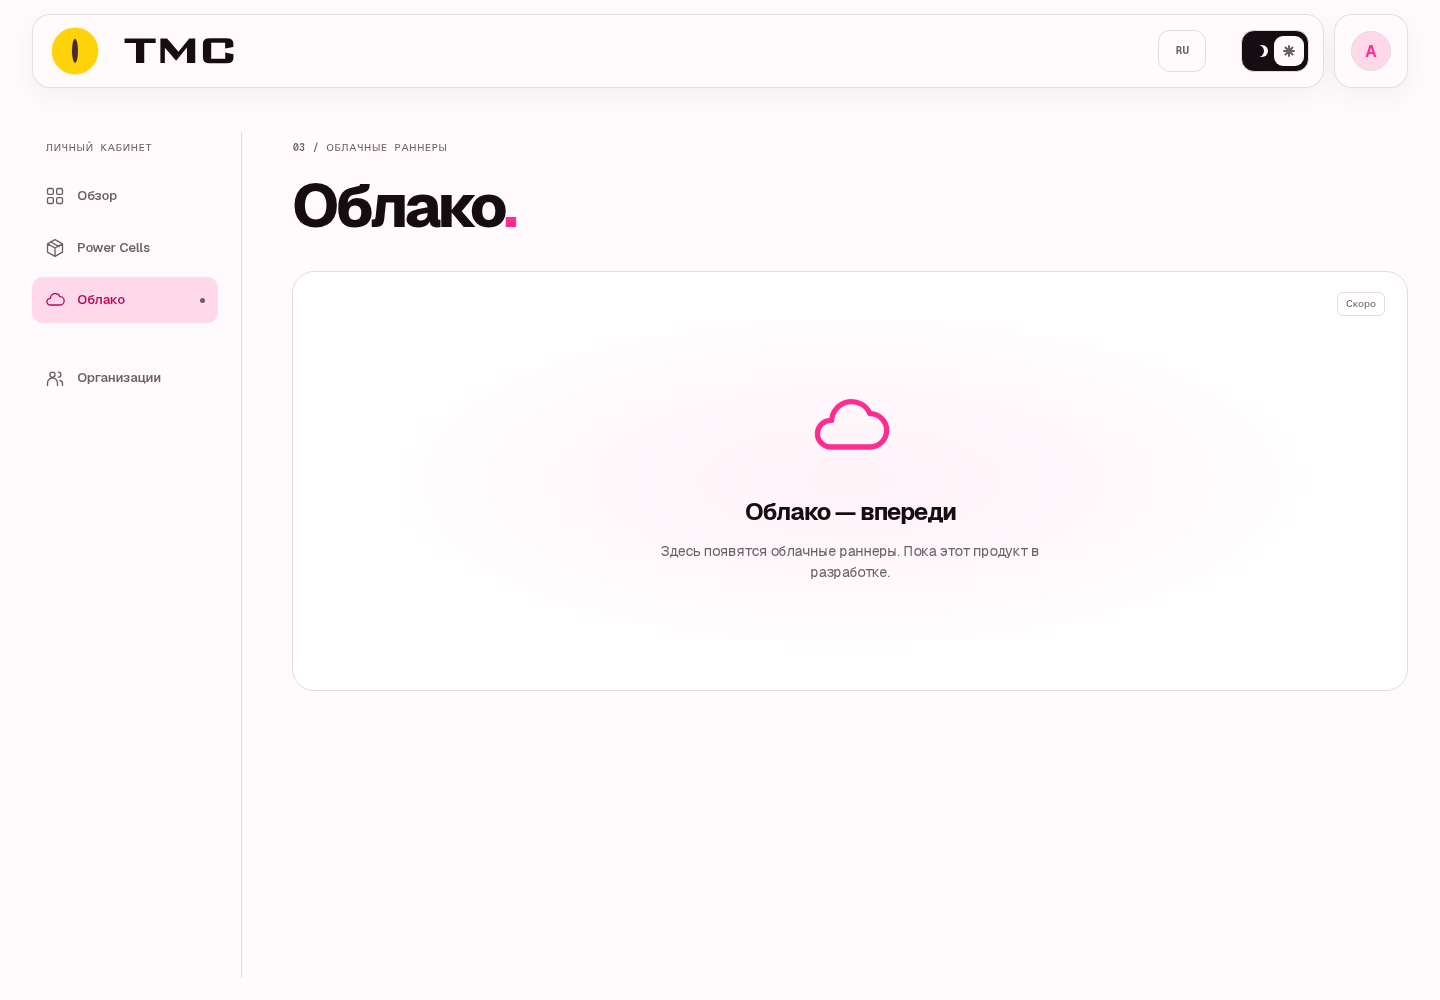 TMC
RU
A
ЛИЧНЫЙ КАБИНЕТ
Обзор
Power Cells
Облако
Организации
03 / ОБЛАЧНЫЕ РАННЕРЫ
Облако.
Скоро
Облако — впереди
Здесь появятся облачные раннеры. Пока этот продукт в
разработке.